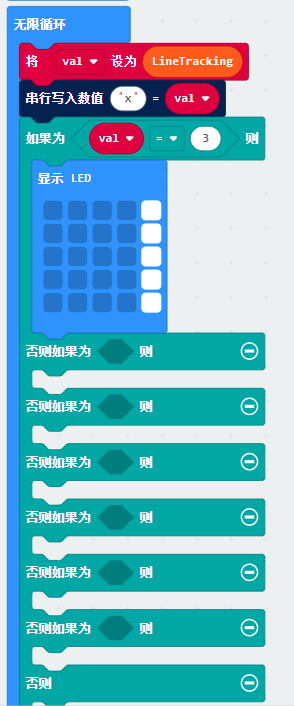 无限循环
将 val 设为 LineTracking
串行写入数值 "x" = val
如果为 val = 3 则
显示 LED
否则如果为 则
否则如果为 则
否则如果为 则
否则如果为 则
否则如果为 则
否则如果为 则
否则